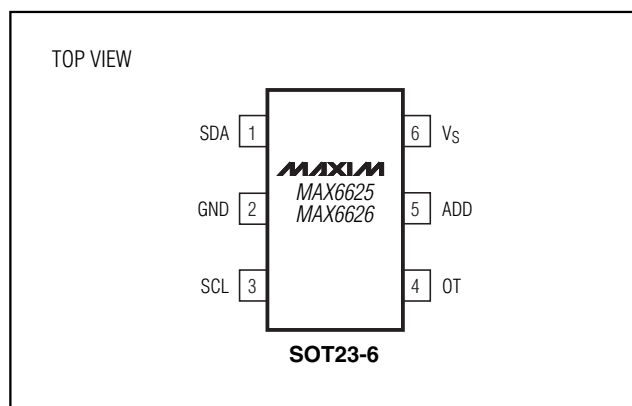 TOP VIEW
SDA 1
6 VS
MAXIM
MAX6625
MAX6626
GND 2
5 ADD
SCL 3
4 OT
SOT23-6